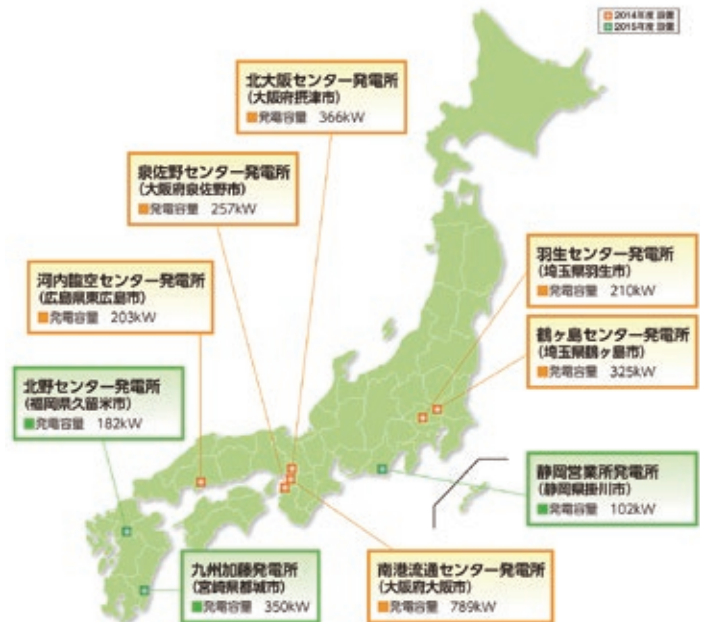 2014年度 設置
2015年度 設置
北大阪センター発電所
(大阪府摂津市)
発電容量 366kW
泉佐野センター発電所
(大阪府泉佐野市)
発電容量 257kW
河内臨空センター発電所
(広島県東広島市)
発電容量 203kW
北野センター発電所
(福岡県久留米市)
発電容量 182kW
九州加藤発電所
(宮崎県都城市)
発電容量 350kW
羽生センター発電所
(埼玉県羽生市)
発電容量 210kW
鶴ヶ島センター発電所
(埼玉県鶴ヶ島市)
発電容量 325kW
静岡営業所発電所
(静岡県掛川市)
発電容量 102kW
南港流通センター発電所
(大阪府大阪市)
発電容量 789kW